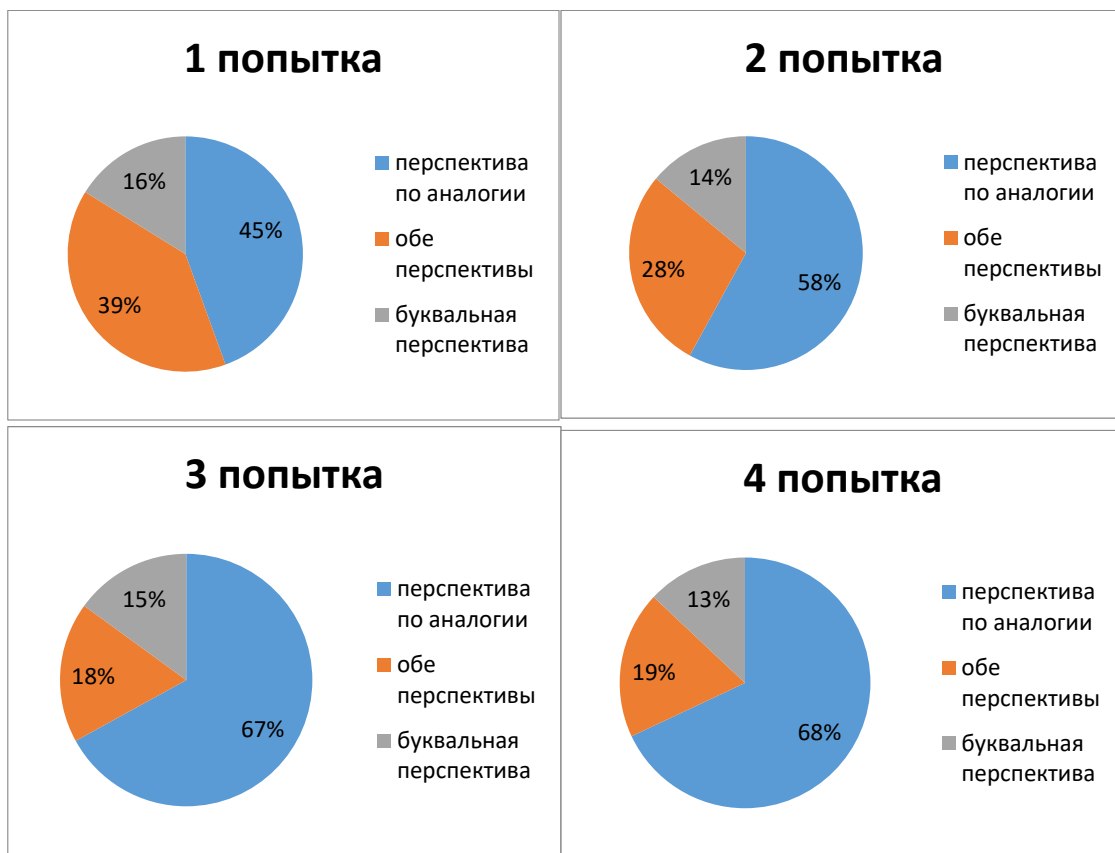 1 попытка
16%
45%
39%
перспектива
по аналогии
обе
перспективы
буквальная
перспектива
2 попытка
14%
28%
58%
перспектива
по аналогии
обе
перспективы
буквальная
перспектива
3 попытка
15%
18%
67%
перспектива
по аналогии
обе
перспективы
буквальная
перспектива
4 попытка
13%
19%
68%
перспектива
по аналогии
обе
перспективы
буквальная
перспектива